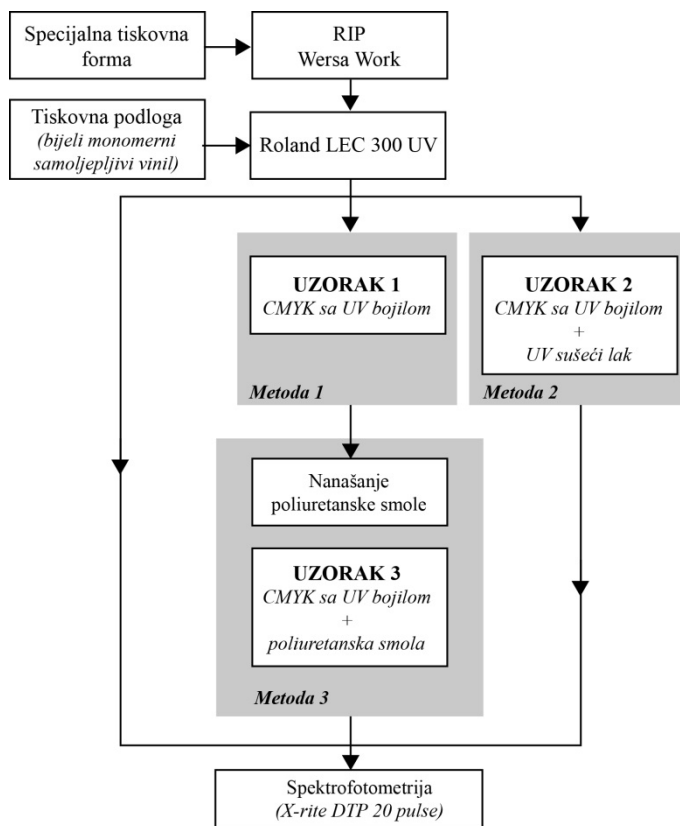 Specijalna tiskovna
forma
RIP
Wersa Work
Tiskovna podloga
(bijeli monomerni
samoljepljivi vinil)
Roland LEC 300 UV
UZORAK 1
CMYK sa UV bojilom
Metoda 1
UZORAK 2
CMYK sa UV bojilom
+
UV sušeći lak
Metoda 2
Nanašanje
poliuretanske smole
UZORAK 3
CMYK sa UV bojilom
+
poliuretanska smola
Metoda 3
Spektrofotometrija
(X-rite DTP 20 pulse)